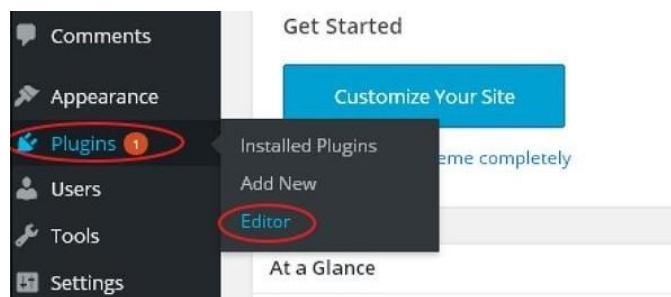 Comments
Appearance
Plugins 1
Users
Tools
Settings
Installed Plugins
Add New
Editor
Get Started
Customize Your Site
eme completely
At a Glance